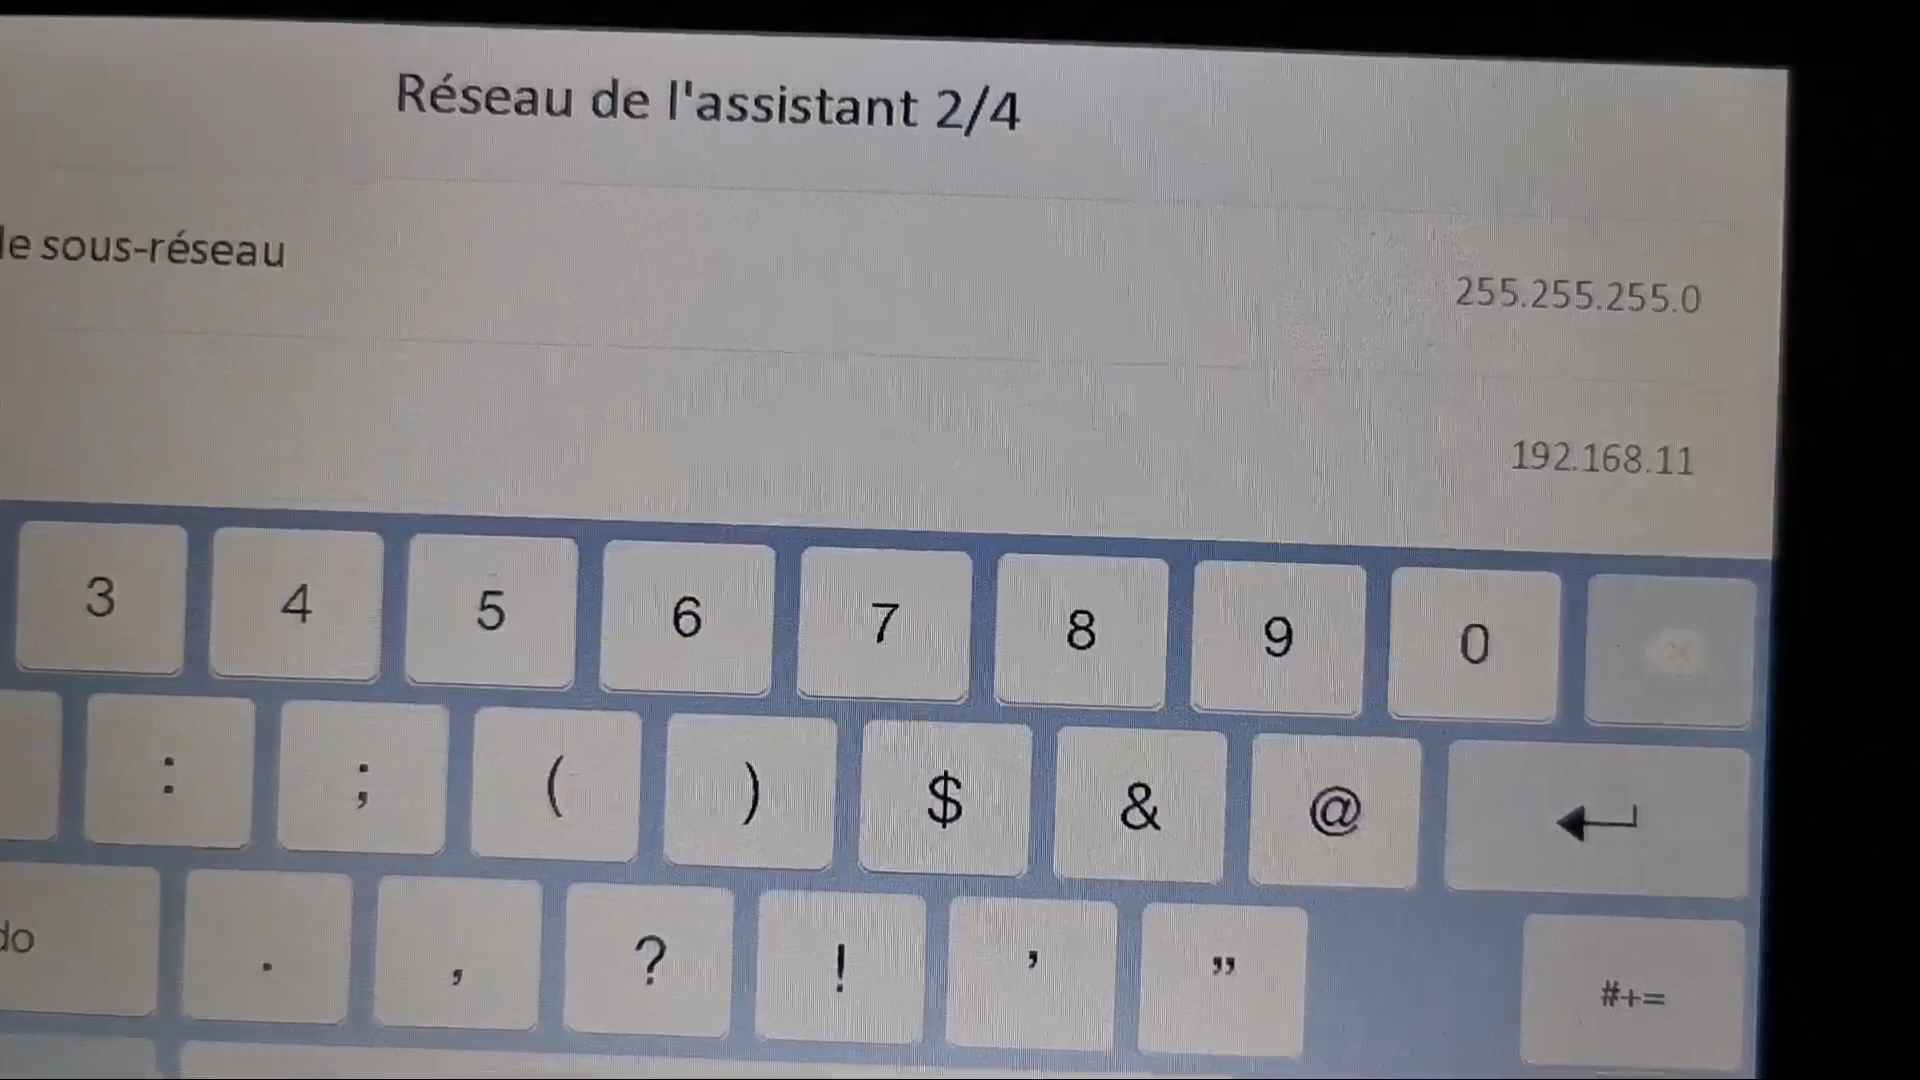 Réseau de l'assistant 2/4
le sous-réseau
255.255.255.0
192.168.11
3 4 5 6 7 8 9 0
: ; ( ) $ & @
do . , ? ! ’ ” #+=